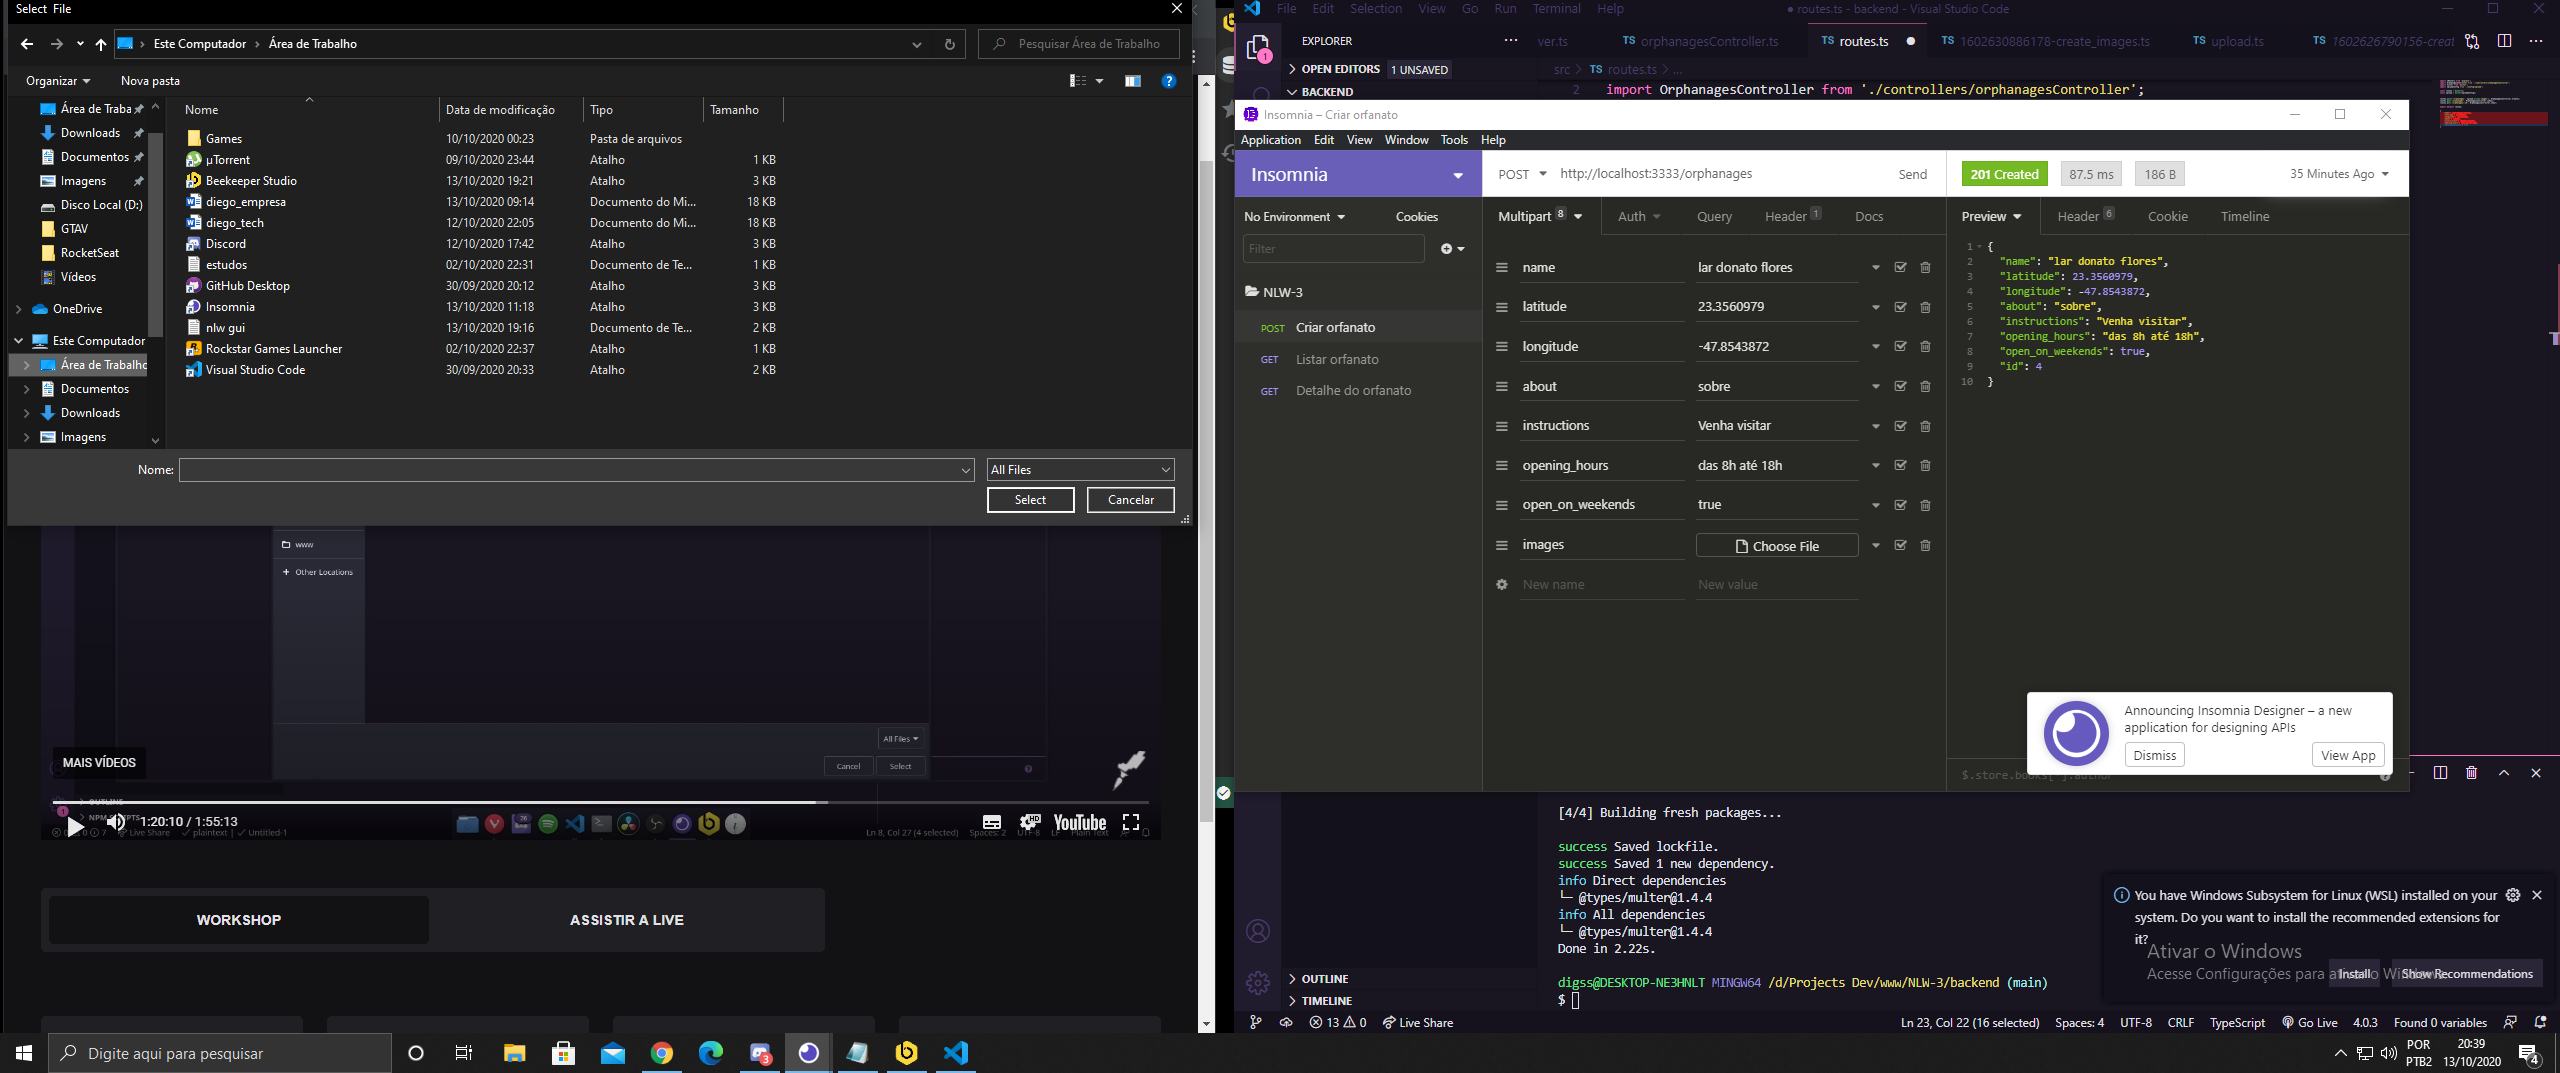 Select File
Este Computador
Área de Trabalho
Pesquisar Área de Trabalho
Organizar
Nova pasta
Área de Traba
Downloads
Documentos
Imagens
Disco Local (D:)
GTAV
RocketSeat
Vídeos
OneDrive
Este Computador
Área de Trabalho
Documentos
Downloads
Imagens
Nome Data de modificação Tipo Tamanho
Games 10/10/2020 00:23 Pasta de arquivos
µTorrent 09/10/2020 23:44 Atalho 1 KB
Beekeeper Studio 13/10/2020 19:21 Atalho 3 KB
diego_empresa 13/10/2020 09:14 Documento do Mi... 18 KB
diego_tech 12/10/2020 22:05 Documento do Mi... 18 KB
Discord 12/10/2020 17:42 Atalho 3 KB
estudos 02/10/2020 22:31 Documento de Te... 1 KB
GitHub Desktop 30/09/2020 20:12 Atalho 3 KB
Insomnia 13/10/2020 11:18 Atalho 3 KB
nlw gui 13/10/2020 19:16 Documento de Te... 2 KB
Rockstar Games Launcher 02/10/2020 22:37 Atalho 1 KB
Visual Studio Code 30/09/2020 20:33 Atalho 2 KB
Nome:
All Files
Select
Cancelar
www
Other Locations
All Files
Cancel
Select
MAIS VÍDEOS
OUTLINE
NPM SCRIPTS
1:20:10 / 1:55:13
Live Share
plaintext
Untitled-1
Ln 8, Col 27 (4 selected)
Spaces: 2
UTF-8
LF
Plain Text
HD
YouTube
WORKSHOP
ASSISTIR A LIVE
File Edit Selection View Go Run Terminal Help
● routes.ts - backend - Visual Studio Code
EXPLORER
ver.ts
TS orphanagesController.ts
TS routes.ts
TS 1602630886178-create_images.ts
TS upload.ts
TS 1602626790156-creat
OPEN EDITORS 1 UNSAVED
src > TS routes.ts > ...
BACKEND
2 import OrphanagesController from './controllers/orphanagesController';
Insomnia – Criar orfanato
Application Edit View Window Tools Help
Insomnia
POST http://localhost:3333/orphanages Send
201 Created 87.5 ms 186 B 35 Minutes Ago
No Environment Cookies
Filter
NLW-3
POST Criar orfanato
GET Listar orfanato
GET Detalhe do orfanato
Multipart 8 Auth Query Header 1 Docs
name lar donato flores
latitude 23.3560979
longitude -47.8543872
about sobre
instructions Venha visitar
opening_hours das 8h até 18h
open_on_weekends true
images Choose File
New name New value
Preview Header 6 Cookie Timeline
1 {
2 "name": "lar donato flores",
3 "latitude": 23.3560979,
4 "longitude": -47.8543872,
5 "about": "sobre",
6 "instructions": "Venha visitar",
7 "opening_hours": "das 8h até 18h",
8 "open_on_weekends": true,
9 "id": 4
10 }
Announcing Insomnia Designer – a new
application for designing APIs
Dismiss
View App
$.store.books[*].author
[4/4] Building fresh packages...
success Saved lockfile.
success Saved 1 new dependency.
info Direct dependencies
└─ @types/multer@1.4.4
info All dependencies
└─ @types/multer@1.4.4
Done in 2.22s.
digss@DESKTOP-NE3HNLT MINGW64 /d/Projects Dev/www/NLW-3/backend (main)
$
OUTLINE
TIMELINE
You have Windows Subsystem for Linux (WSL) installed on your
system. Do you want to install the recommended extensions for
it?
Install
Show Recommendations
Ativar o Windows
Acesse Configurações para ativar o Windows.
13 0
Live Share
Ln 23, Col 22 (16 selected)
Spaces: 4
UTF-8
CRLF
TypeScript
Go Live
4.0.3
Found 0 variables
Digite aqui para pesquisar
POR
PTB2
20:39
13/10/2020
4